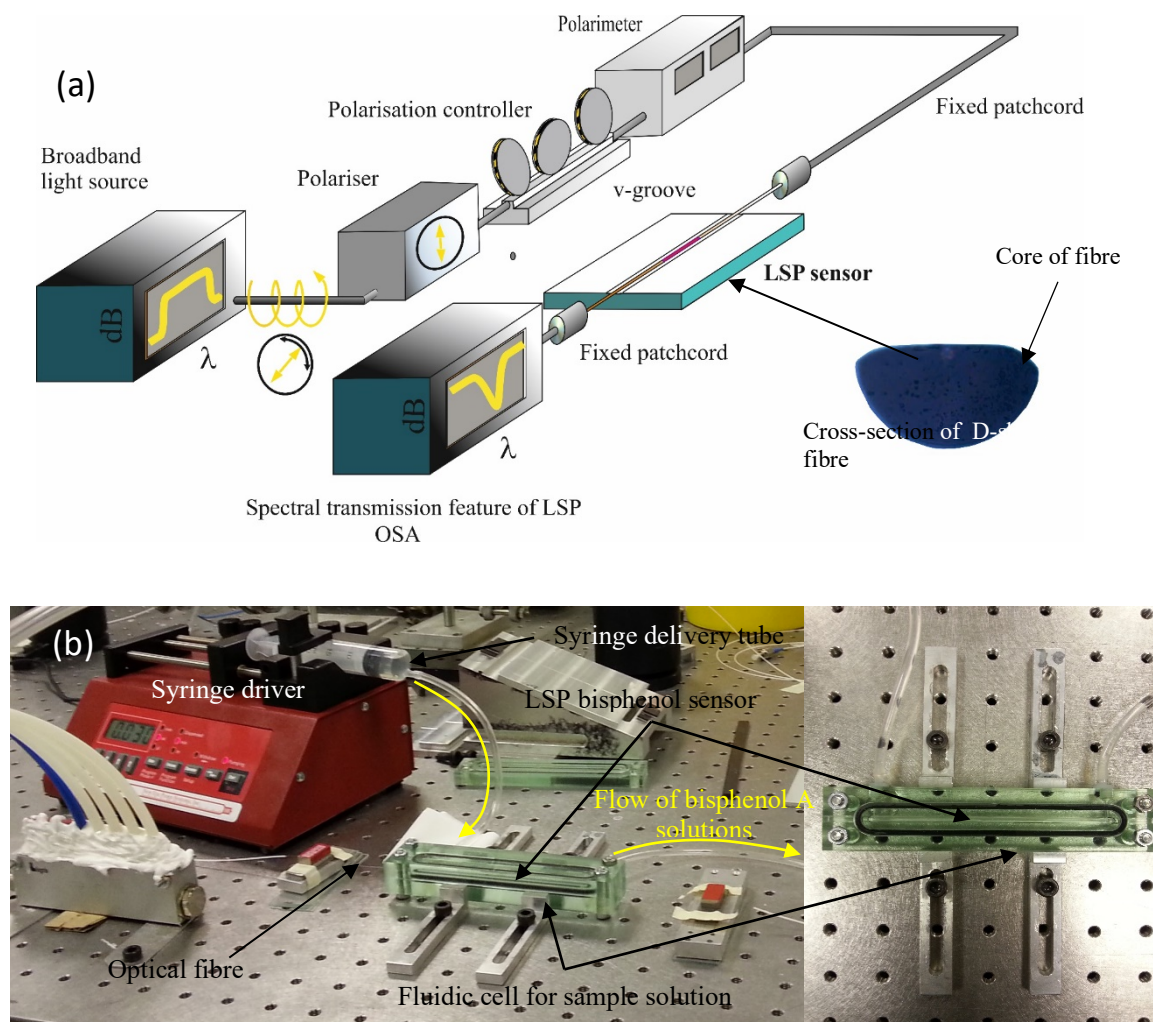 (a)
Polarimeter
Polarisation controller
Fixed patchcord
Broadband
light source
Polariser
v-groove
Core of fibre
LSP sensor
dB
λ
Fixed patchcord
dB
λ
Cross-section of D-s
fibre
Spectral transmission feature of LSP
OSA
(b)
Syringe delivery tube
Syringe driver
LSP bisphenol sensor
Flow of bisphenol A
solutions
Optical fibre
Fluidic cell for sample solution